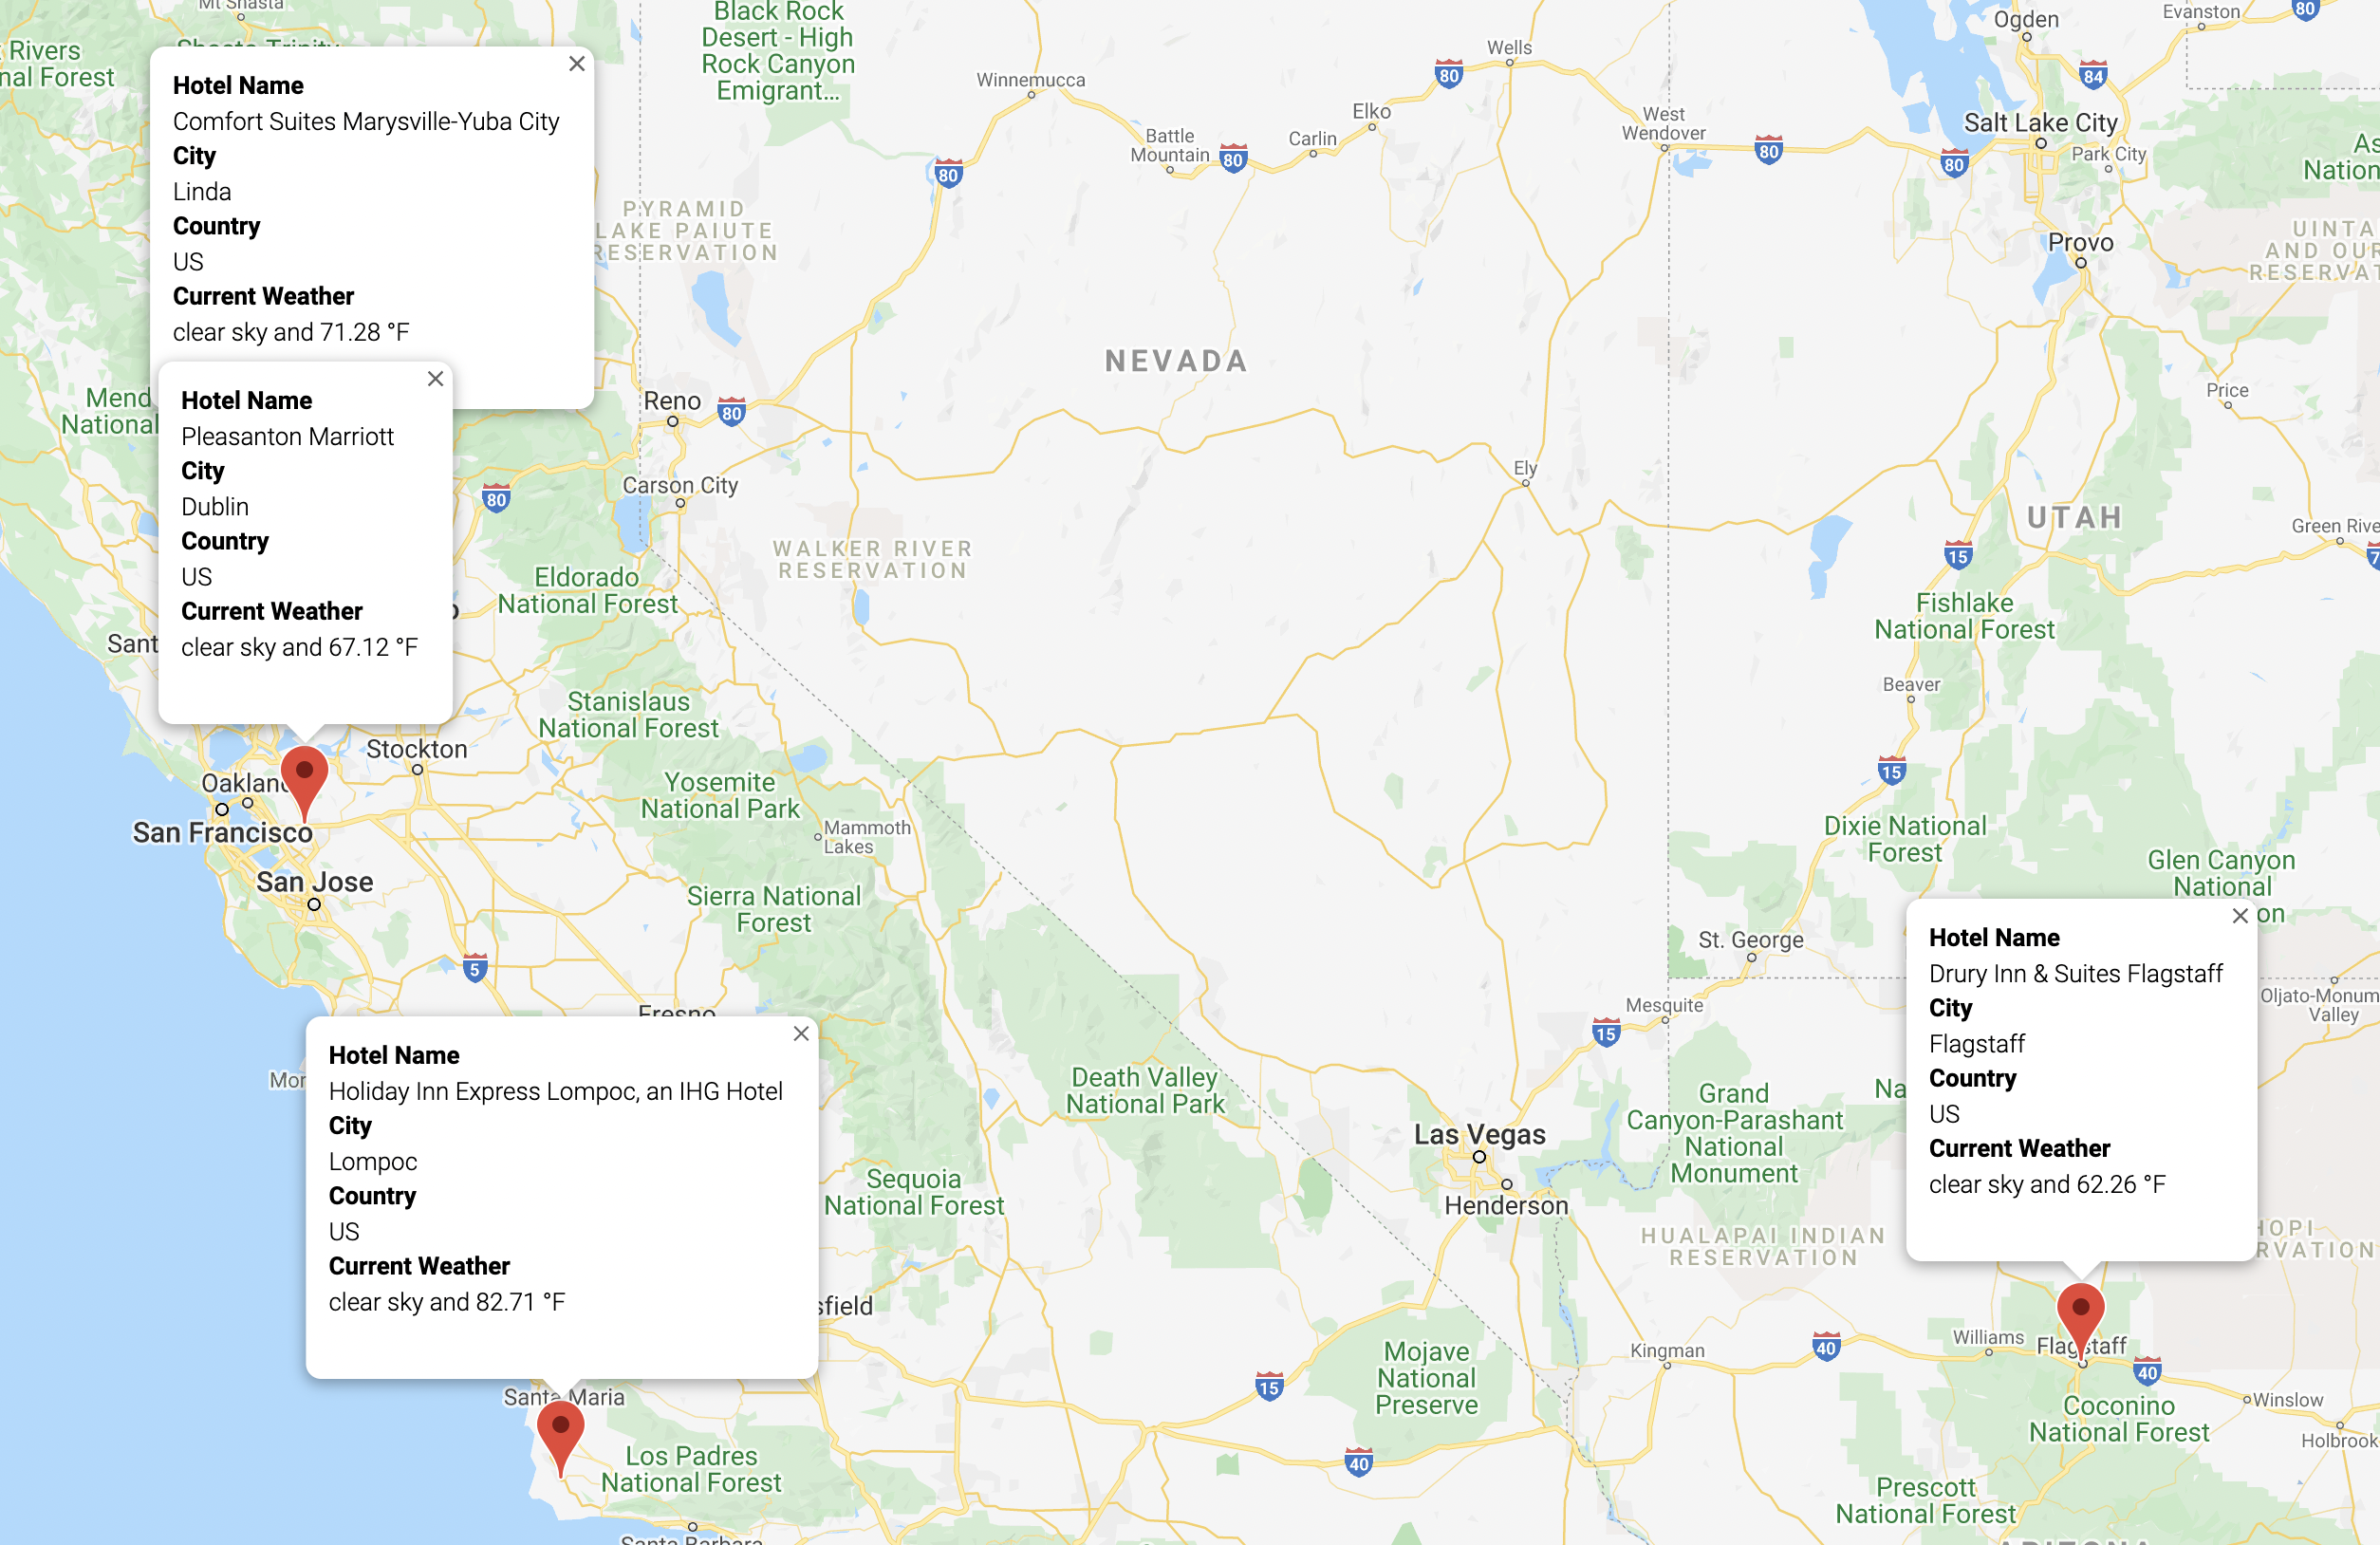 Mt Shasta
Rivers
nal Forest
Shasta-Trinity
Black Rock
Desert - High
Rock Canyon
Emigrant...
Winnemucca
Wells
80
80
Elko
Carlin
Battle
Mountain
80
80
West
Wendover
80
80
Ogden
84
Evanston
80
Salt Lake City
Park City
Provo
As
Nation
UINTA
AND OUR
RESERVAT
Hotel Name
Comfort Suites Marysville-Yuba City
City
Linda
Country
US
Current Weather
clear sky and 71.28 °F
PYRAMID
LAKE PAIUTE
RESERVATION
NEVADA
Reno
80
Carson City
Price
Ely
UTAH
Green Rive
7
15
Mend
National
Hotel Name
Pleasanton Marriott
City
Dublin
Country
US
Current Weather
clear sky and 67.12 °F
80
WALKER RIVER
RESERVATION
Eldorado
National Forest
Sant
Fishlake
National Forest
Beaver
15
Stanislaus
National Forest
Stockton
Oakland
San Francisco
San Jose
Yosemite
National Park
Mammoth
Lakes
Sierra National
Forest
5
Fresno
Dixie National
Forest
Glen Canyon
National
on
St. George
Mesquite
15
Oljato-Monum
Valley
Hotel Name
Drury Inn & Suites Flagstaff
City
Flagstaff
Country
US
Current Weather
clear sky and 62.26 °F
Mor
Hotel Name
Holiday Inn Express Lompoc, an IHG Hotel
City
Lompoc
Country
US
Current Weather
clear sky and 82.71 °F
Death Valley
National Park
Sequoia
National Forest
Las Vegas
Henderson
Grand
Canyon-Parashant
National
Monument
Na
HUALAPAI INDIAN
RESERVATION
HOPI
RVATION
sfield
Santa Maria
Los Padres
National Forest
Santa Barbara
Mojave
National
Preserve
15
40
Kingman
40
Williams
Flagstaff
40
Winslow
Holbrook
Coconino
National Forest
Prescott
National Forest
ARIZONA